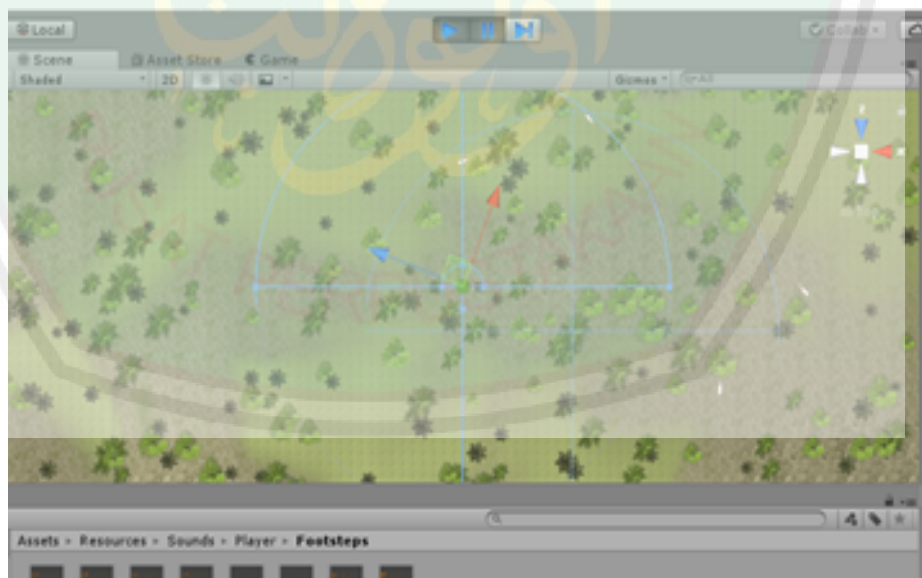 Local
Collab
Scene
Asset Store
Game
Shaded
2D
Gizmos
All
Assets
Resources
Sounds
Player
Footsteps